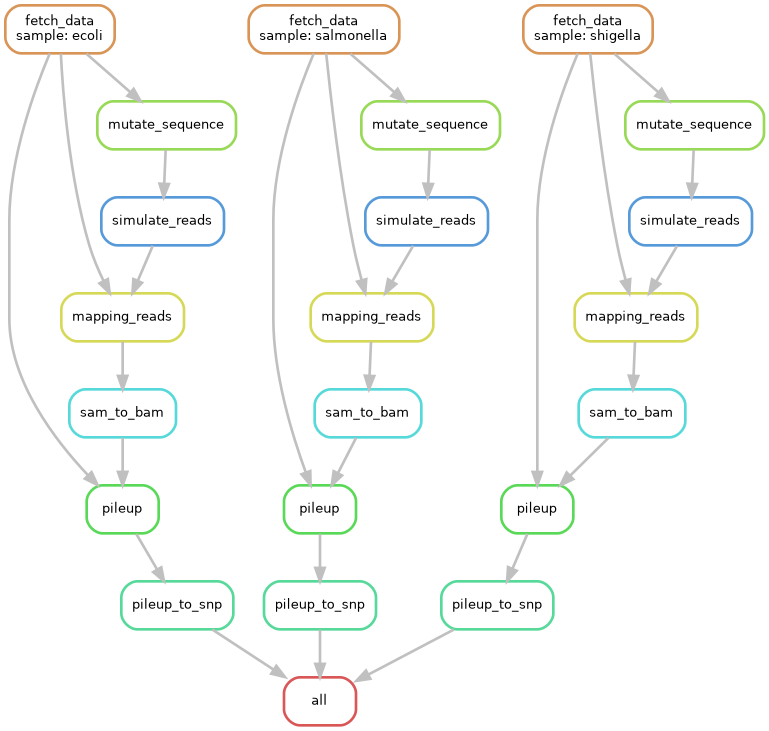 fetch_data
sample: ecoli
fetch_data
sample: salmonella
fetch_data
sample: shigella
mutate_sequence
mutate_sequence
mutate_sequence
simulate_reads
simulate_reads
simulate_reads
mapping_reads
mapping_reads
mapping_reads
sam_to_bam
sam_to_bam
sam_to_bam
pileup
pileup
pileup
pileup_to_snp
pileup_to_snp
pileup_to_snp
all